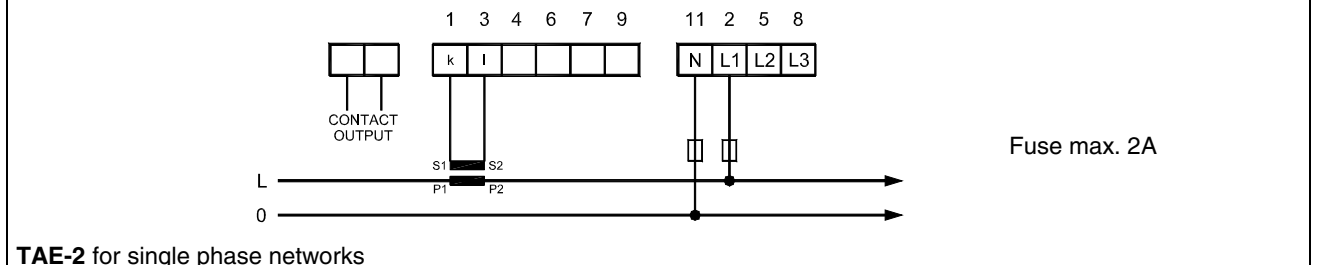 1 3 4 6 7 9 11 2 5 8
k l N L1 L2 L3
CONTACT
OUTPUT
Fuse max. 2A
S1 S2
L
P1 P2
0
TAE-2 for single phase networks